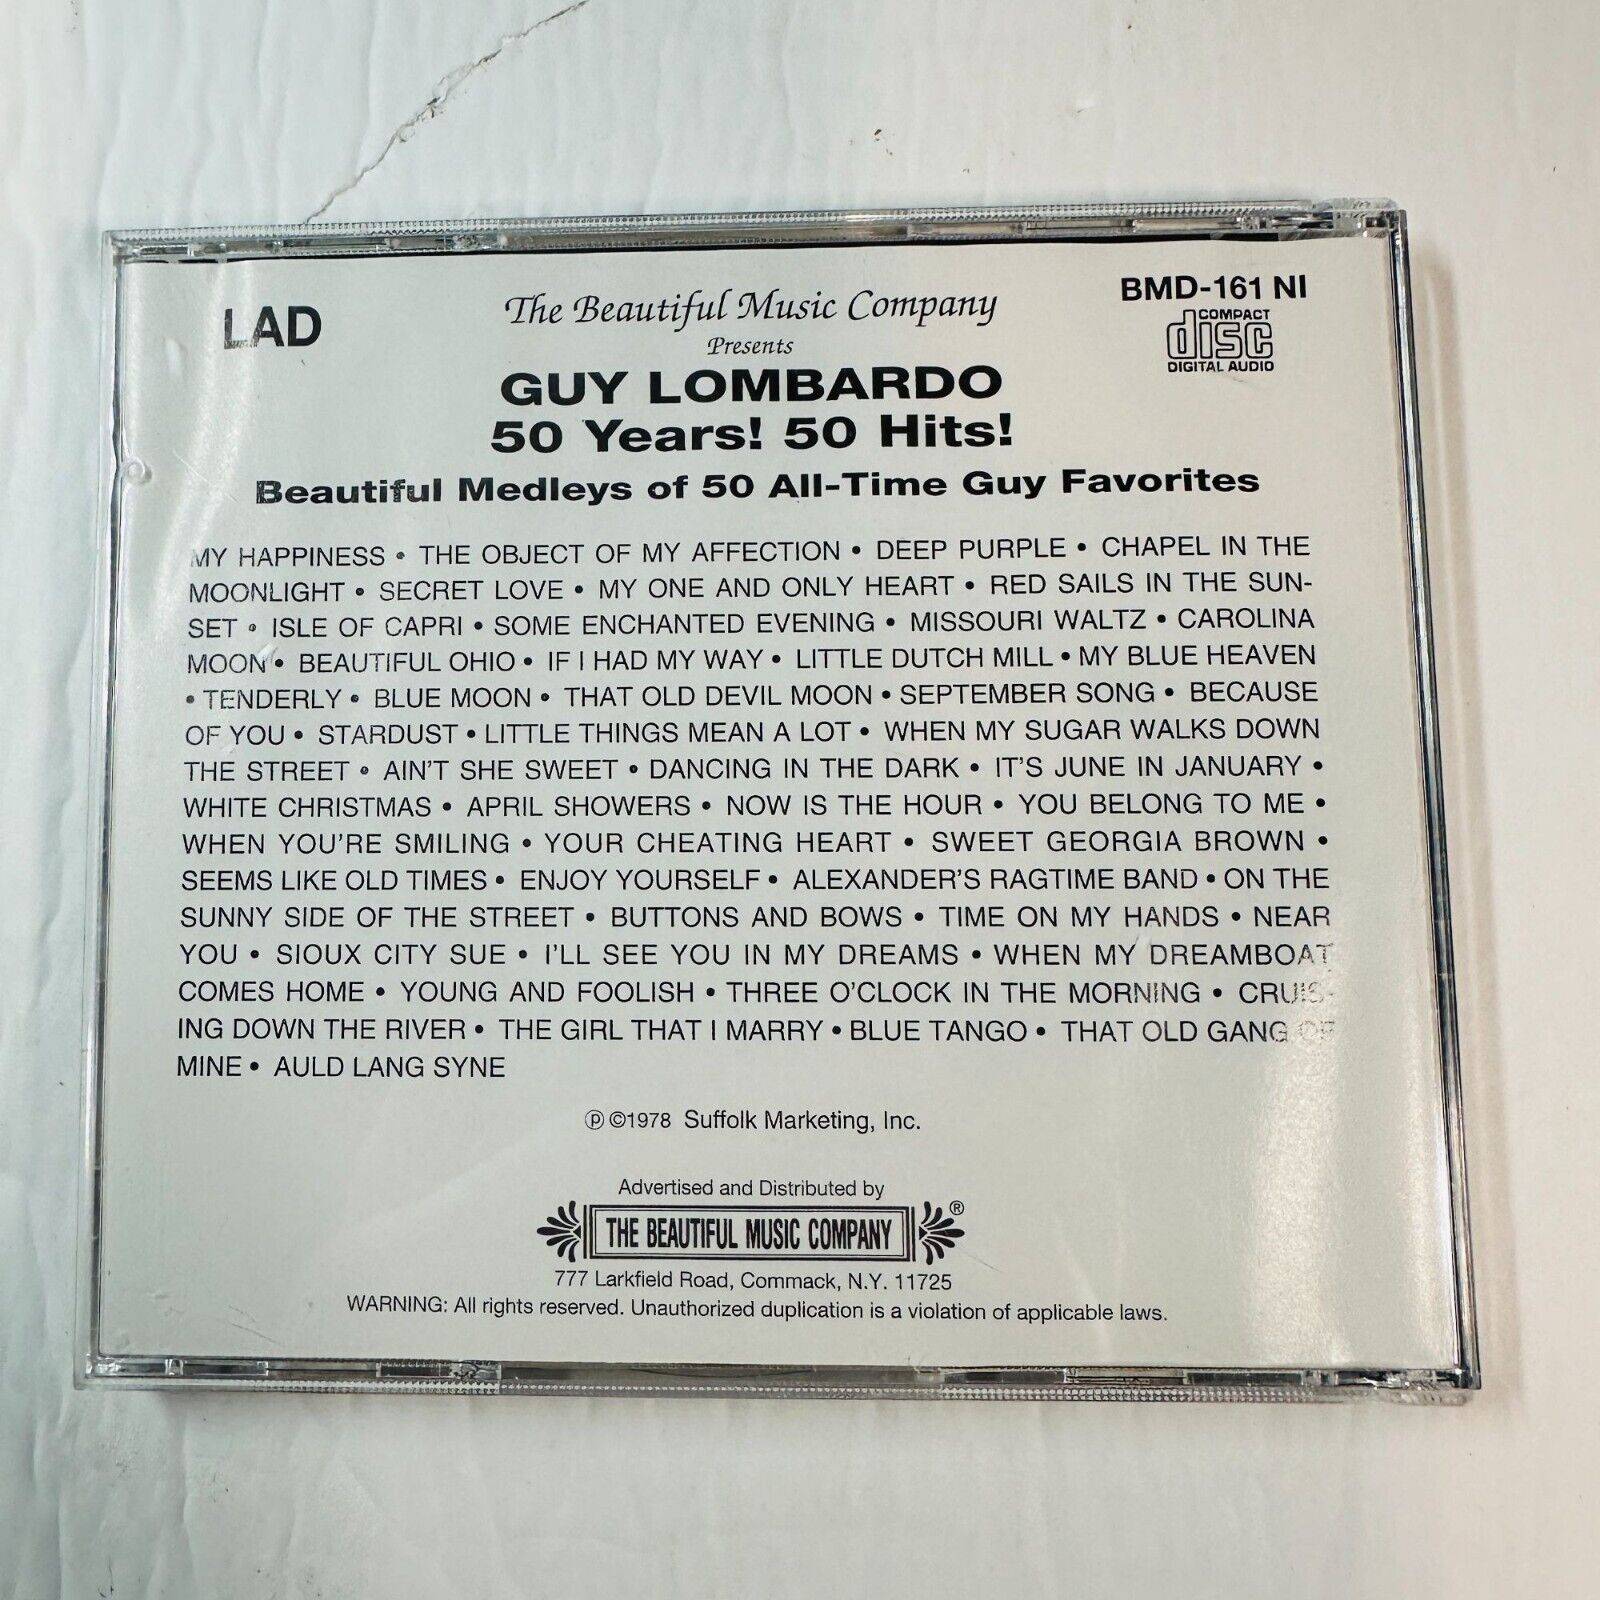 LAD
The Beautiful Music Company
BMD-161 NI
COMPACT
disc
DIGITAL AUDIO
Presents
GUY LOMBARDO
50 Years! 50 Hits!
Beautiful Medleys of 50 All-Time Guy Favorites
MY HAPPINESS • THE OBJECT OF MY AFFECTION • DEEP PURPLE • CHAPEL IN THE
MOONLIGHT • SECRET LOVE • MY ONE AND ONLY HEART • RED SAILS IN THE SUN-
SET • ISLE OF CAPRI • SOME ENCHANTED EVENING • MISSOURI WALTZ • CAROLINA
MOON • BEAUTIFUL OHIO • IF I HAD MY WAY • LITTLE DUTCH MILL • MY BLUE HEAVEN
• TENDERLY • BLUE MOON • THAT OLD DEVIL MOON • SEPTEMBER SONG • BECAUSE
OF YOU • STARDUST • LITTLE THINGS MEAN A LOT • WHEN MY SUGAR WALKS DOWN
THE STREET • AIN'T SHE SWEET • DANCING IN THE DARK • IT'S JUNE IN JANUARY •
WHITE CHRISTMAS • APRIL SHOWERS • NOW IS THE HOUR • YOU BELONG TO ME •
WHEN YOU'RE SMILING • YOUR CHEATING HEART • SWEET GEORGIA BROWN •
SEEMS LIKE OLD TIMES • ENJOY YOURSELF • ALEXANDER'S RAGTIME BAND • ON THE
SUNNY SIDE OF THE STREET • BUTTONS AND BOWS • TIME ON MY HANDS • NEAR
YOU • SIOUX CITY SUE • I'LL SEE YOU IN MY DREAMS • WHEN MY DREAMBOAT
COMES HOME • YOUNG AND FOOLISH • THREE O'CLOCK IN THE MORNING • CRUIS-
ING DOWN THE RIVER • THE GIRL THAT I MARRY • BLUE TANGO • THAT OLD GANG OF
MINE • AULD LANG SYNE
℗ ©1978 Suffolk Marketing, Inc.
Advertised and Distributed by
THE BEAUTIFUL MUSIC COMPANY ®
777 Larkfield Road, Commack, N.Y. 11725
WARNING: All rights reserved. Unauthorized duplication is a violation of applicable laws.